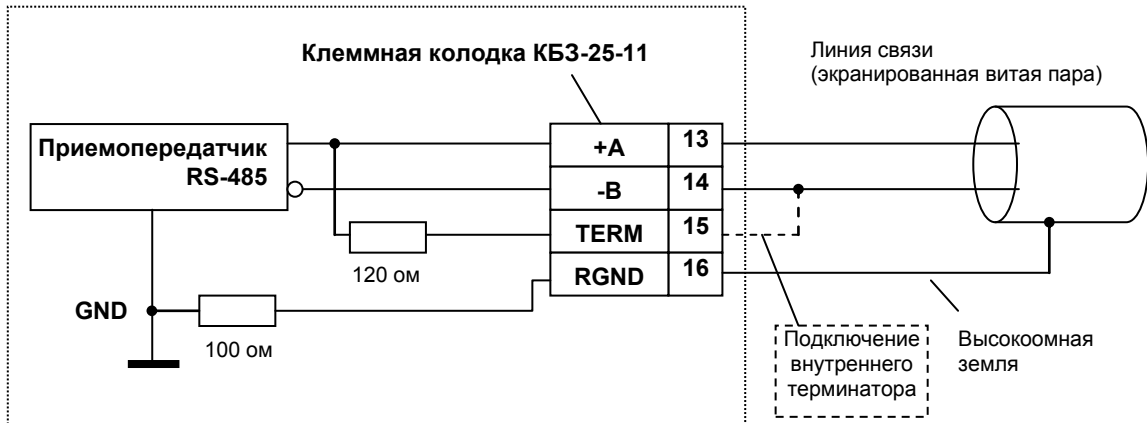 Клеммная колодка КБЗ-25-11
Линия связи
(экранированная витая пара)
Приемопередатчик
RS-485
+A 13
-B 14
TERM 15
RGND 16
120 ом
GND
100 ом
Подключение
внутреннего
терминатора
Высокоомная
земля